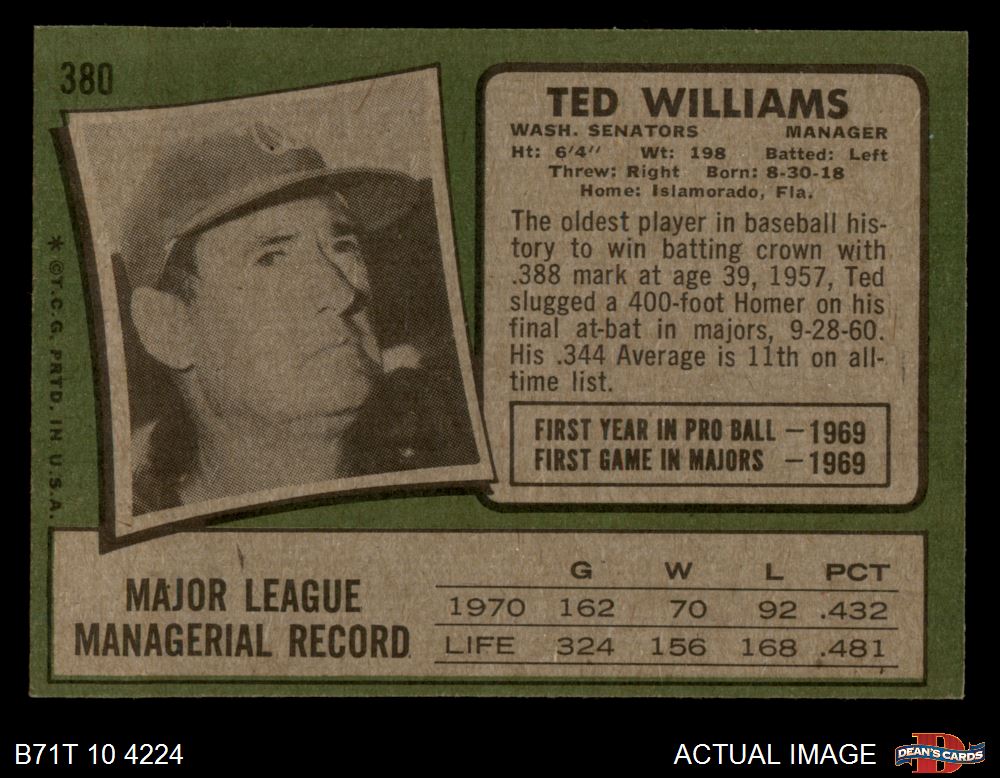 380
* ©T.C.G. PRTD. IN U.S.A.
TED WILLIAMS
WASH. SENATORS MANAGER
Ht: 6'4" Wt: 198 Batted: Left
Threw: Right Born: 8-30-18
Home: Islamorado, Fla.
The oldest player in baseball his-
tory to win batting crown with
.388 mark at age 39, 1957, Ted
slugged a 400-foot Homer on his
final at-bat in majors, 9-28-60.
His .344 Average is 11th on all-
time list.
FIRST YEAR IN PRO BALL — 1969
FIRST GAME IN MAJORS — 1969
MAJOR LEAGUE
MANAGERIAL RECORD
G W L PCT
1970 162 70 92 .432
LIFE 324 156 168 .481
B71T 10 4224
ACTUAL IMAGE
D
DEAN'S CARDS